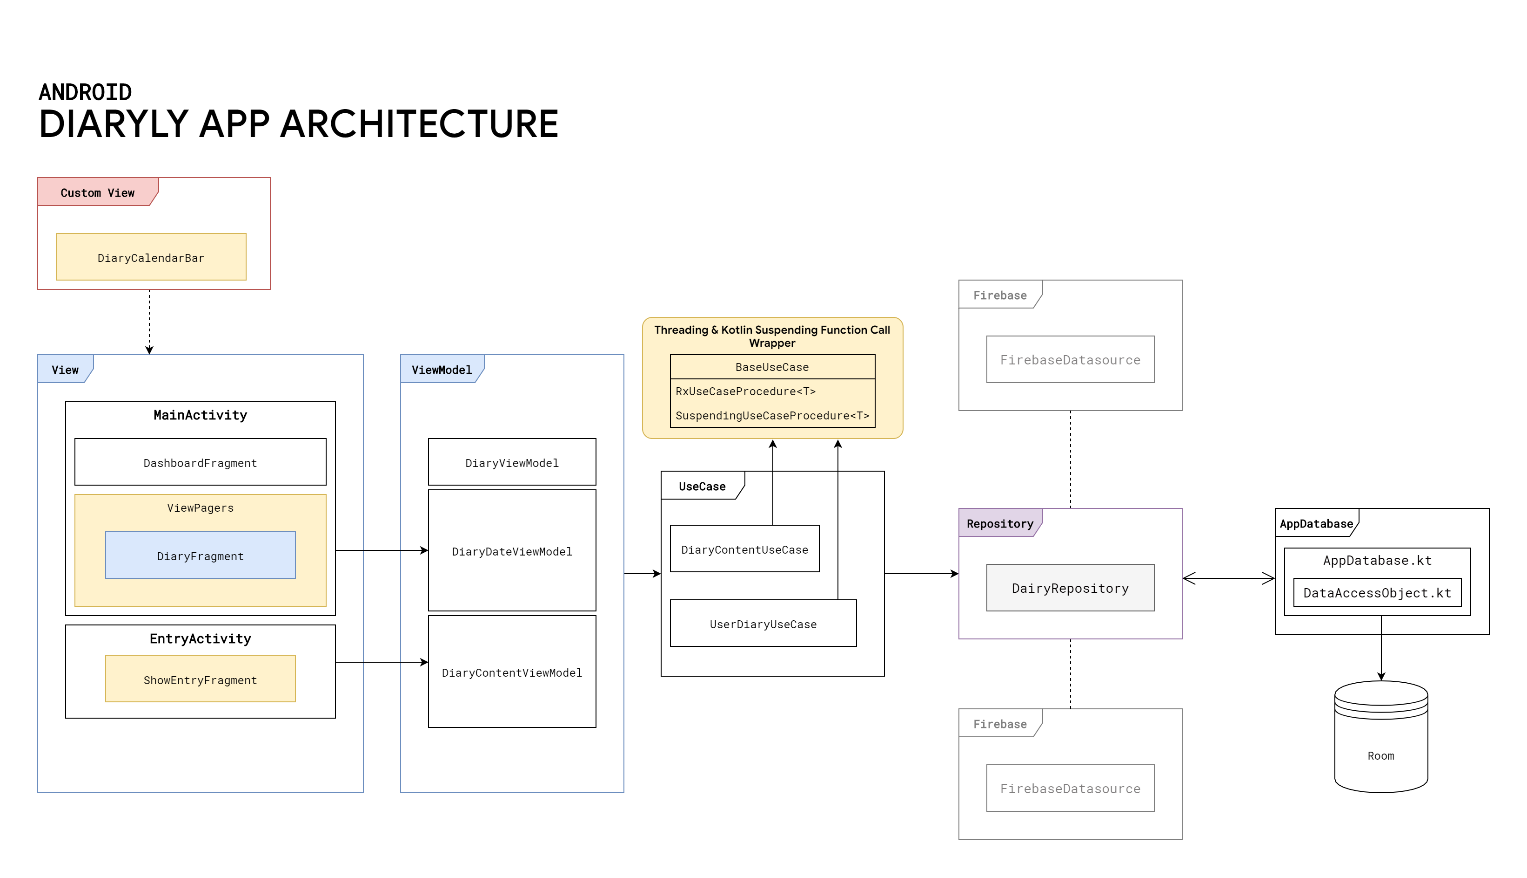 ANDROID
DIARYLY APP ARCHITECTURE
Custom View
DiaryCalendarBar
View
MainActivity
DashboardFragment
ViewPagers
DiaryFragment
EntryActivity
ShowEntryFragment
ViewModel
DiaryViewModel
DiaryDateViewModel
DiaryContentViewModel
Threading & Kotlin Suspending Function Call
Wrapper
BaseUseCase
RxUseCaseProcedure<T>
SuspendingUseCaseProcedure<T>
UseCase
DiaryContentUseCase
UserDiaryUseCase
Firebase
FirebaseDatasource
Repository
DairyRepository
Firebase
FirebaseDatasource
AppDatabase
AppDatabase.kt
DataAccessObject.kt
Room